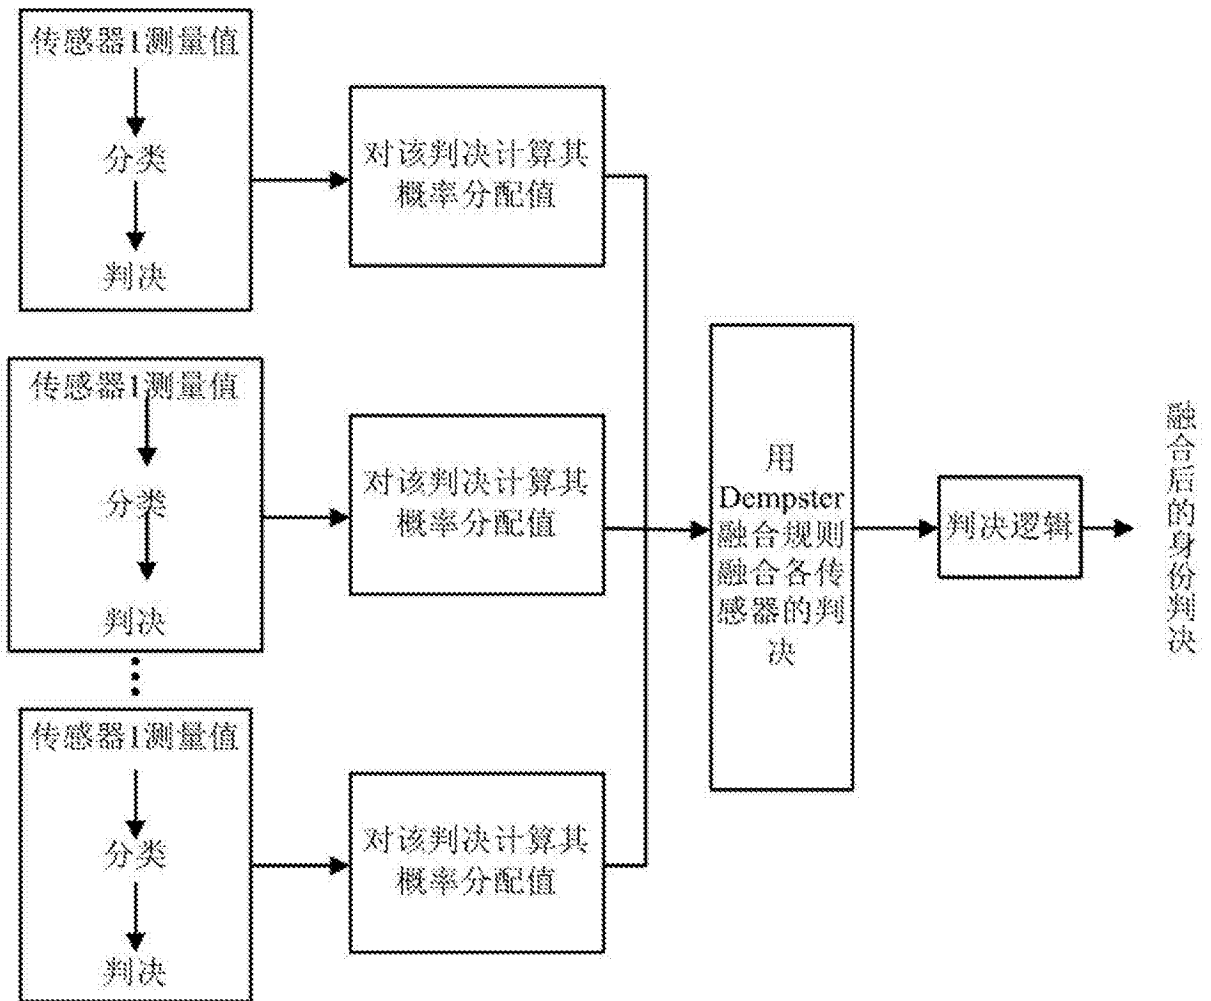 传感器1测量值
分类
判决
对该判决计算其
概率分配值
传感器1测量值
分类
判决
对该判决计算其
概率分配值
传感器1测量值
分类
判决
对该判决计算其
概率分配值
用
Dempster
融合规则
融合各传
感器的判
决
判决逻辑
融合后的身份判决